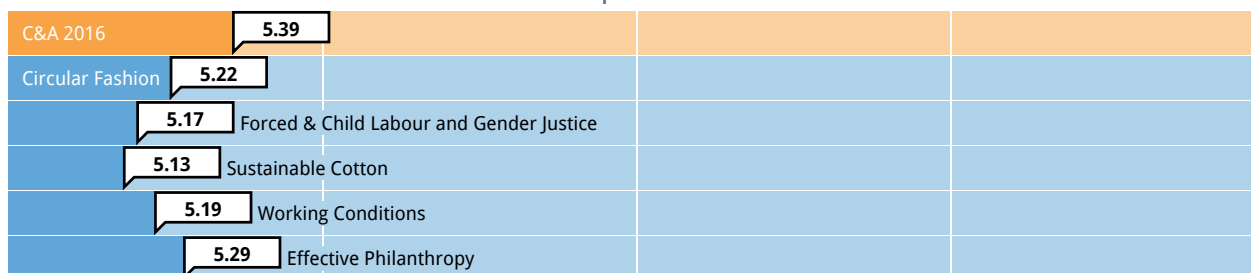 C&A 2016 5.39
Circular Fashion 5.22
5.17 Forced & Child Labour and Gender Justice
5.13 Sustainable Cotton
5.19 Working Conditions
5.29 Effective Philanthropy